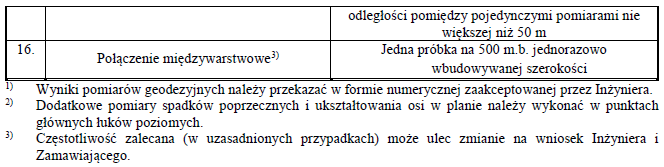 odległości pomiędzy pojedynczymi pomiarami nie
większej niż 50 m
16. Połączenie międzywarstwowe3) Jedna próbka na 500 m.b. jednorazowo
wbudowywanej szerokości
1) Wyniki pomiarów geodezyjnych należy przekazać w formie numerycznej zaakceptowanej przez Inżyniera.
2) Dodatkowe pomiary spadków poprzecznych i ukształtowania osi w planie należy wykonać w punktach
głównych łuków poziomych.
3) Częstotliwość zalecana (w uzasadnionych przypadkach) może ulec zmianie na wniosek Inżyniera i
Zamawiającego.